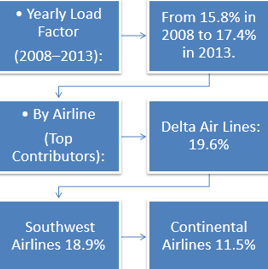 • Yearly Load
Factor
(2008–2013):
From 15.8% in
2008 to 17.4%
in 2013.
• By Airline
(Top
Contributors):
Delta Air Lines:
19.6%
Southwest
Airlines 18.9%
Continental
Airlines 11.5%